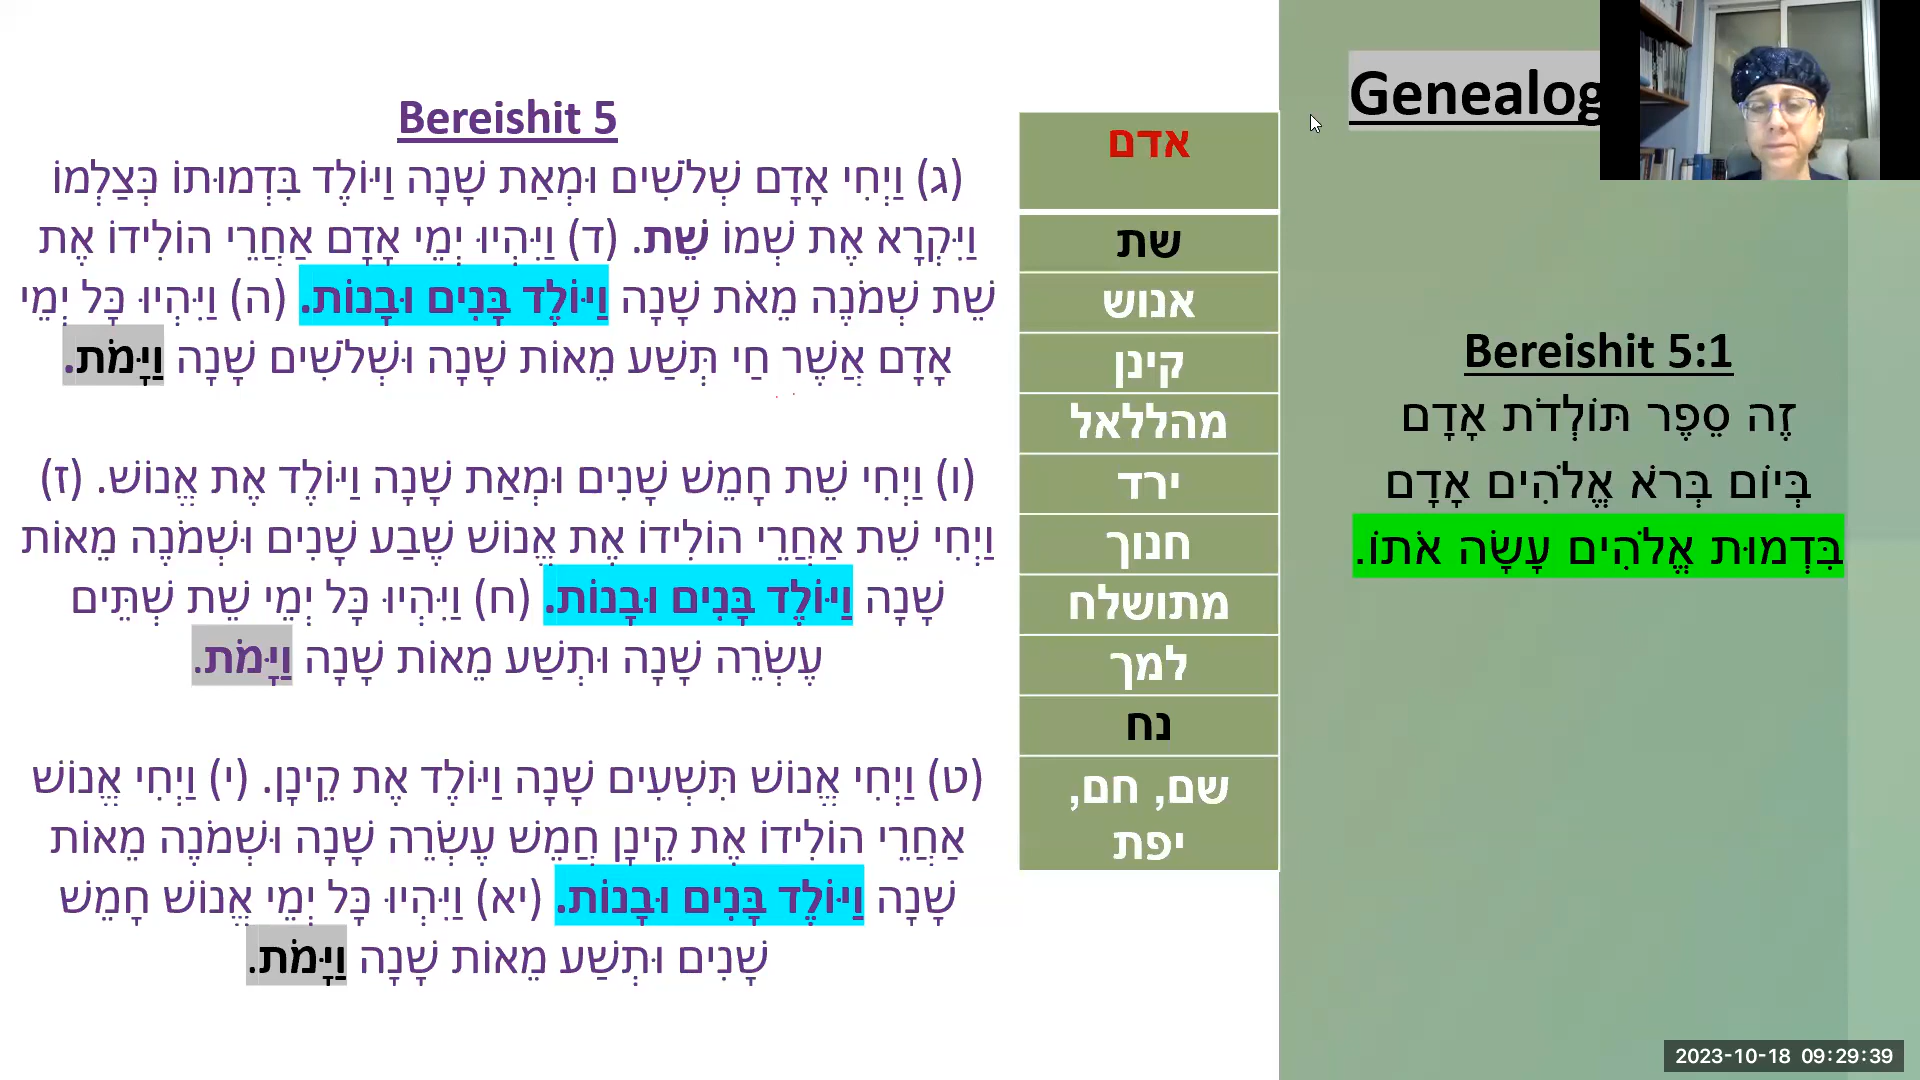 Bereishit 5
(ג) וַיְחִי אָדָם שְׁלֹשִׁים וּמְאַת שָׁנָה וַיּוֹלֶד בִּדְמוּתוֹ כְּצַלְמוֹ
וַיִּקְרָא אֶת שְׁמוֹ שֵׁת. (ד) וַיִּהְיוּ יְמֵי אָדָם אַחֲרֵי הוֹלִידוֹ אֶת
שֵׁת שְׁמֹנֶה מֵאֹת שָׁנָה וַיּוֹלֶד בָּנִים וּבָנוֹת. (ה) וַיִּהְיוּ כָּל יְמֵי
אָדָם אֲשֶׁר חַי תְּשַׁע מֵאוֹת שָׁנָה וּשְׁלֹשִׁים שָׁנָה וַיָּמֹת.
(ו) וַיְחִי שֵׁת חָמֵשׁ שָׁנִים וּמְאַת שָׁנָה וַיּוֹלֶד אֶת אֱנוֹשׁ. (ז)
וַיְחִי שֵׁת אַחֲרֵי הוֹלִידוֹ אֶת אֱנוֹשׁ שֶׁבַע שָׁנִים וּשְׁמֹנֶה מֵאוֹת
שָׁנָה וַיּוֹלֶד בָּנִים וּבָנוֹת. (ח) וַיִּהְיוּ כָּל יְמֵי שֵׁת שְׁתֵּים
עֶשְׂרֵה שָׁנָה וּתְשַׁע מֵאוֹת שָׁנָה וַיָּמֹת.
(ט) וַיְחִי אֱנוֹשׁ תִּשְׁעִים שָׁנָה וַיּוֹלֶד אֶת קֵינָן. (י) וַיְחִי אֱנוֹשׁ
אַחֲרֵי הוֹלִידוֹ אֶת קֵינָן חֲמֵשׁ עֶשְׂרֵה שָׁנָה וּשְׁמֹנֶה מֵאוֹת
שָׁנָה וַיּוֹלֶד בָּנִים וּבָנוֹת. (יא) וַיִּהְיוּ כָּל יְמֵי אֱנוֹשׁ חָמֵשׁ
שָׁנִים וּתְשַׁע מֵאוֹת שָׁנָה וַיָּמֹת.
אדם
שת
אנוש
קינן
מהללאל
ירד
חנוך
מתושלח
למך
נח
שם, חם,
יפת
Genealog
Bereishit 5:1
זֶה סֵפֶר תּוֹלְדֹת אָדָם
בְּיוֹם בְּרֹא אֱלֹהִים אָדָם
בִּדְמוּת אֱלֹהִים עָשָׂה אֹתוֹ.
2023-10-18 09:29:39